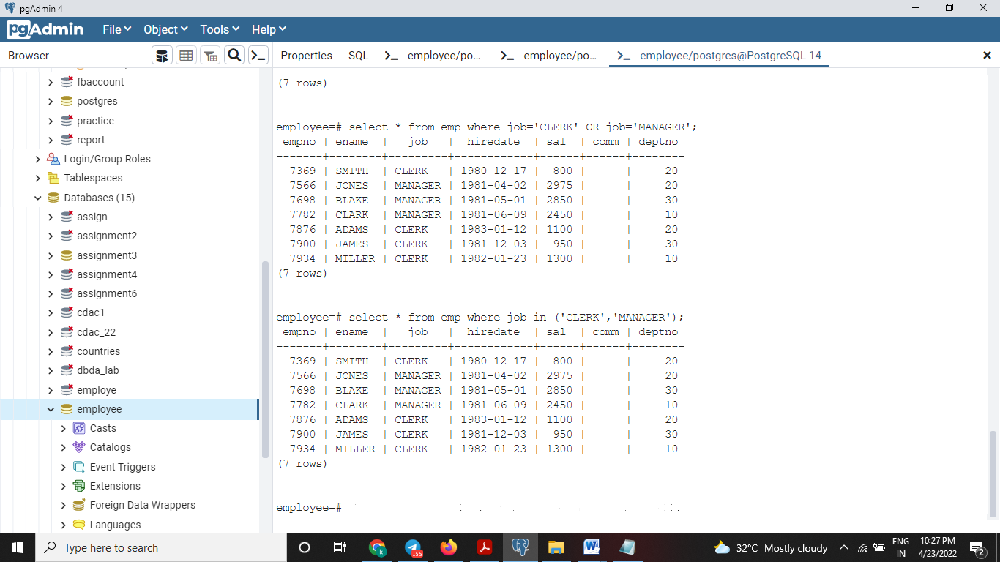 pgAdmin 4
pgAdmin File Object Tools Help
Browser Properties SQL employee/po... employee/po... employee/postgres@PostgreSQL 14
fbaccount
postgres
practice
report
Login/Group Roles
Tablespaces
Databases (15)
assign
assignment2
assignment3
assignment4
assignment6
cdac1
cdac_22
countries
dbda_lab
employe
employee
Casts
Catalogs
Event Triggers
Extensions
Foreign Data Wrappers
Languages
(7 rows)
employee=# select * from emp where job='CLERK' OR job='MANAGER';
empno | ename | job | hiredate | sal | comm | deptno
-------+--------+---------+------------+------+------+--------
7369 | SMITH | CLERK | 1980-12-17 | 800 | | 20
7566 | JONES | MANAGER | 1981-04-02 | 2975 | | 20
7698 | BLAKE | MANAGER | 1981-05-01 | 2850 | | 30
7782 | CLARK | MANAGER | 1981-06-09 | 2450 | | 10
7876 | ADAMS | CLERK | 1983-01-12 | 1100 | | 20
7900 | JAMES | CLERK | 1981-12-03 | 950 | | 30
7934 | MILLER | CLERK | 1982-01-23 | 1300 | | 10
(7 rows)
employee=# select * from emp where job in ('CLERK','MANAGER');
empno | ename | job | hiredate | sal | comm | deptno
-------+--------+---------+------------+------+------+--------
7369 | SMITH | CLERK | 1980-12-17 | 800 | | 20
7566 | JONES | MANAGER | 1981-04-02 | 2975 | | 20
7698 | BLAKE | MANAGER | 1981-05-01 | 2850 | | 30
7782 | CLARK | MANAGER | 1981-06-09 | 2450 | | 10
7876 | ADAMS | CLERK | 1983-01-12 | 1100 | | 20
7900 | JAMES | CLERK | 1981-12-03 | 950 | | 30
7934 | MILLER | CLERK | 1982-01-23 | 1300 | | 10
(7 rows)
employee=#
Type here to search k .55 W 32°C Mostly cloudy ENG 10:27 PM
IN 4/23/2022 2